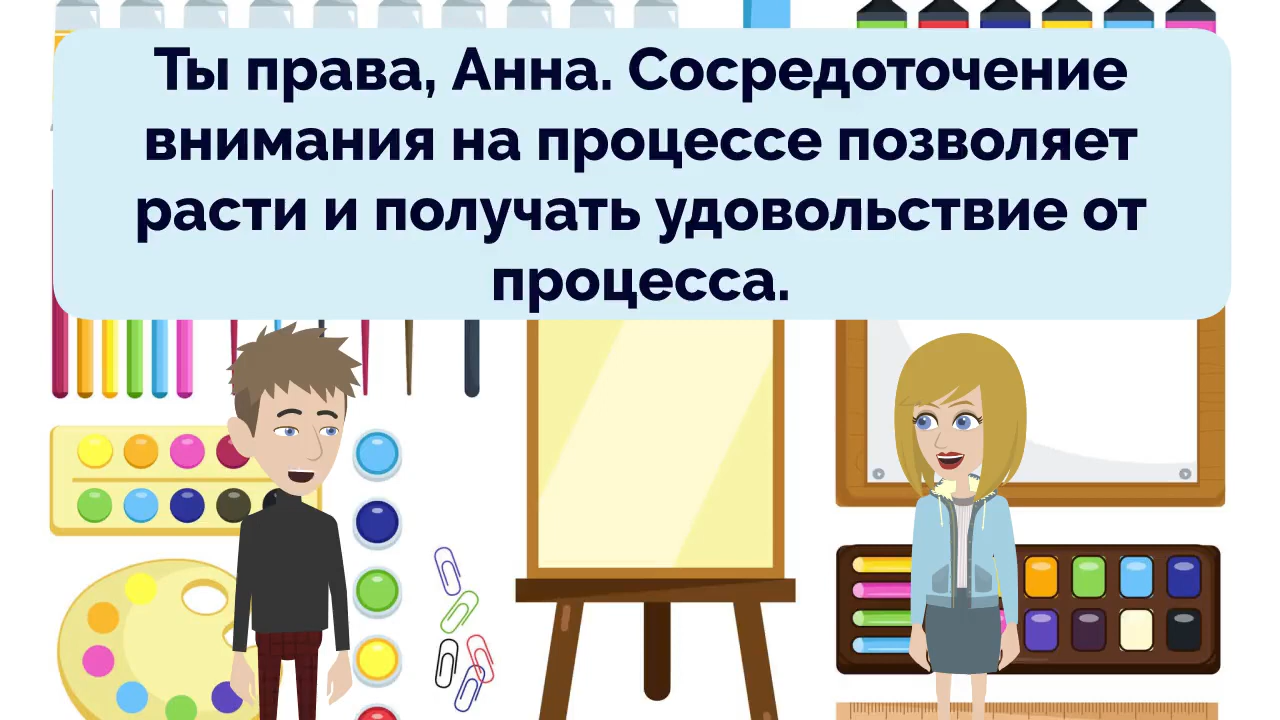 Ты права, Анна. Сосредоточение
внимания на процессе позволяет
расти и получать удовольствие от
процесса.